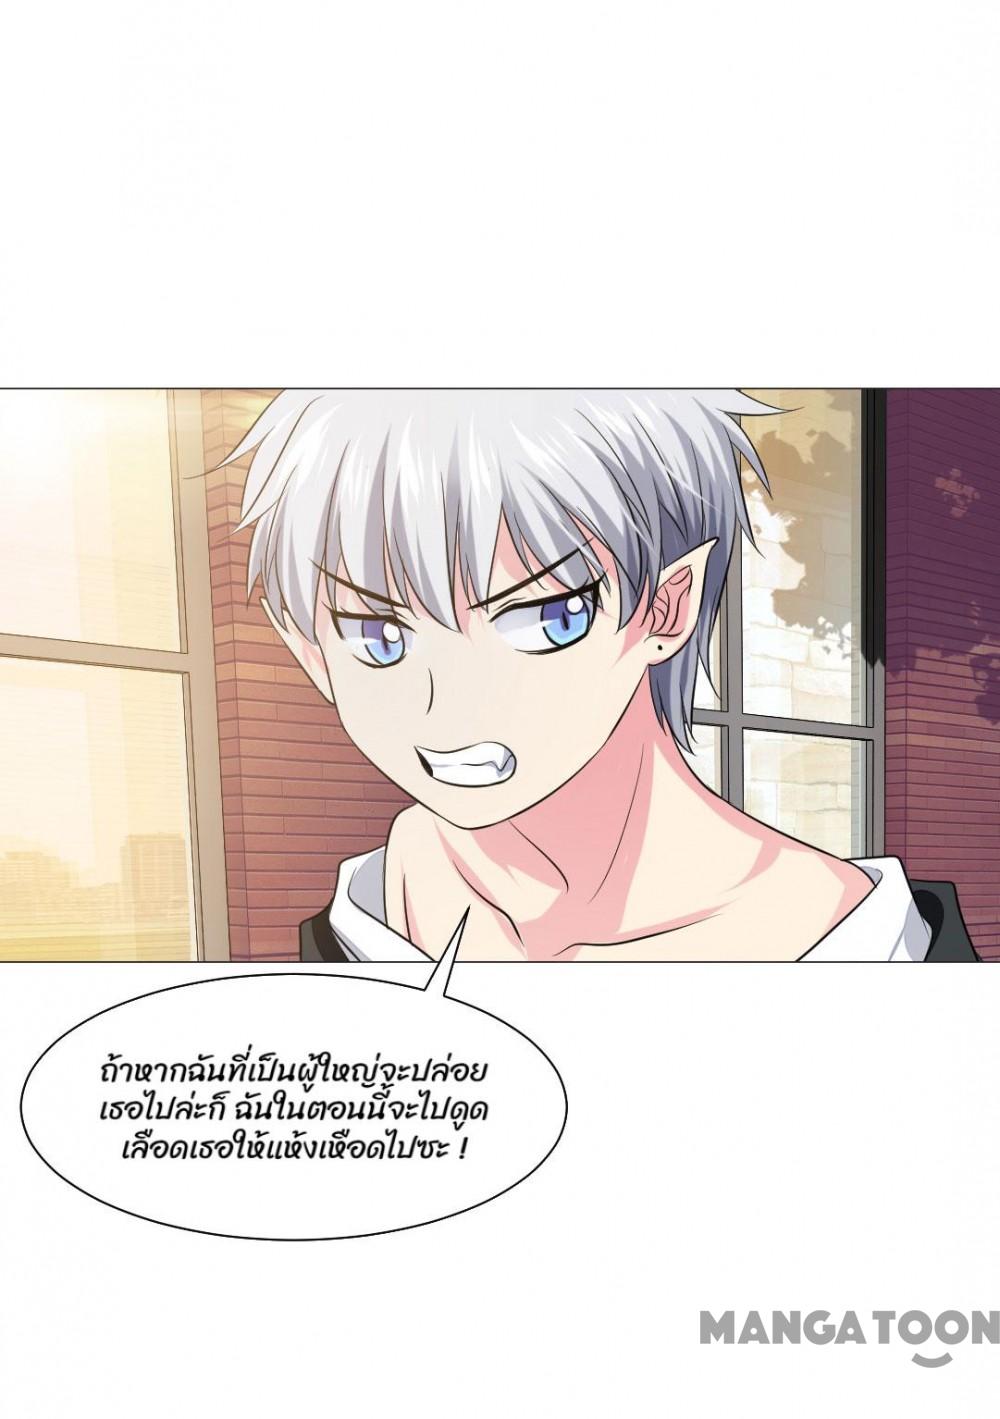 ถ้าหากฉันที่เป็นผู้ใหญ่จะปล่อย
เธอไปล่ะก็ ฉันในตอนนี้จะไปดูด
เลือดเธอให้แห้งเหือดไปซะ !
MANGATOON